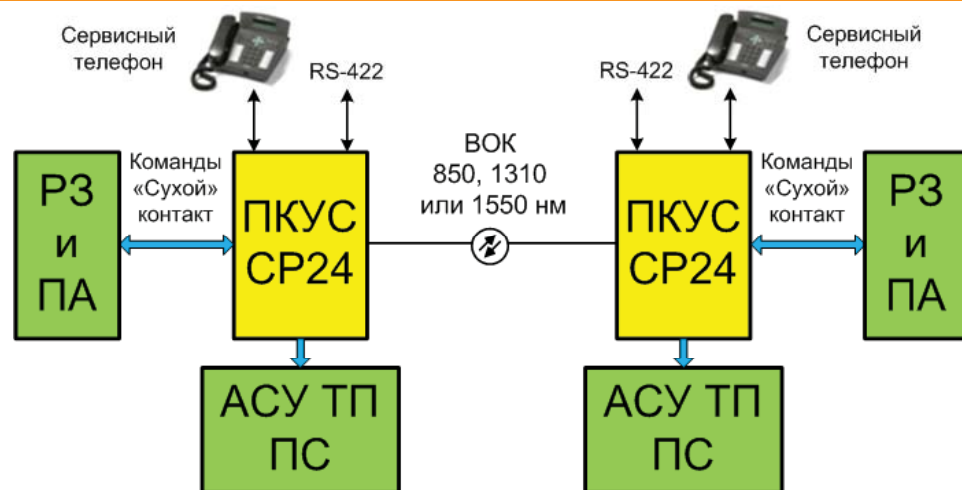 Сервисный
телефон
RS-422
RS-422
Сервисный
телефон
РЗ
и
ПА
Команды
«Сухой»
контакт
ПКУС
СР24
ВОК
850, 1310
или 1550 нм
ПКУС
СР24
Команды
«Сухой»
контакт
РЗ
и
ПА
АСУ ТП
ПС
АСУ ТП
ПС